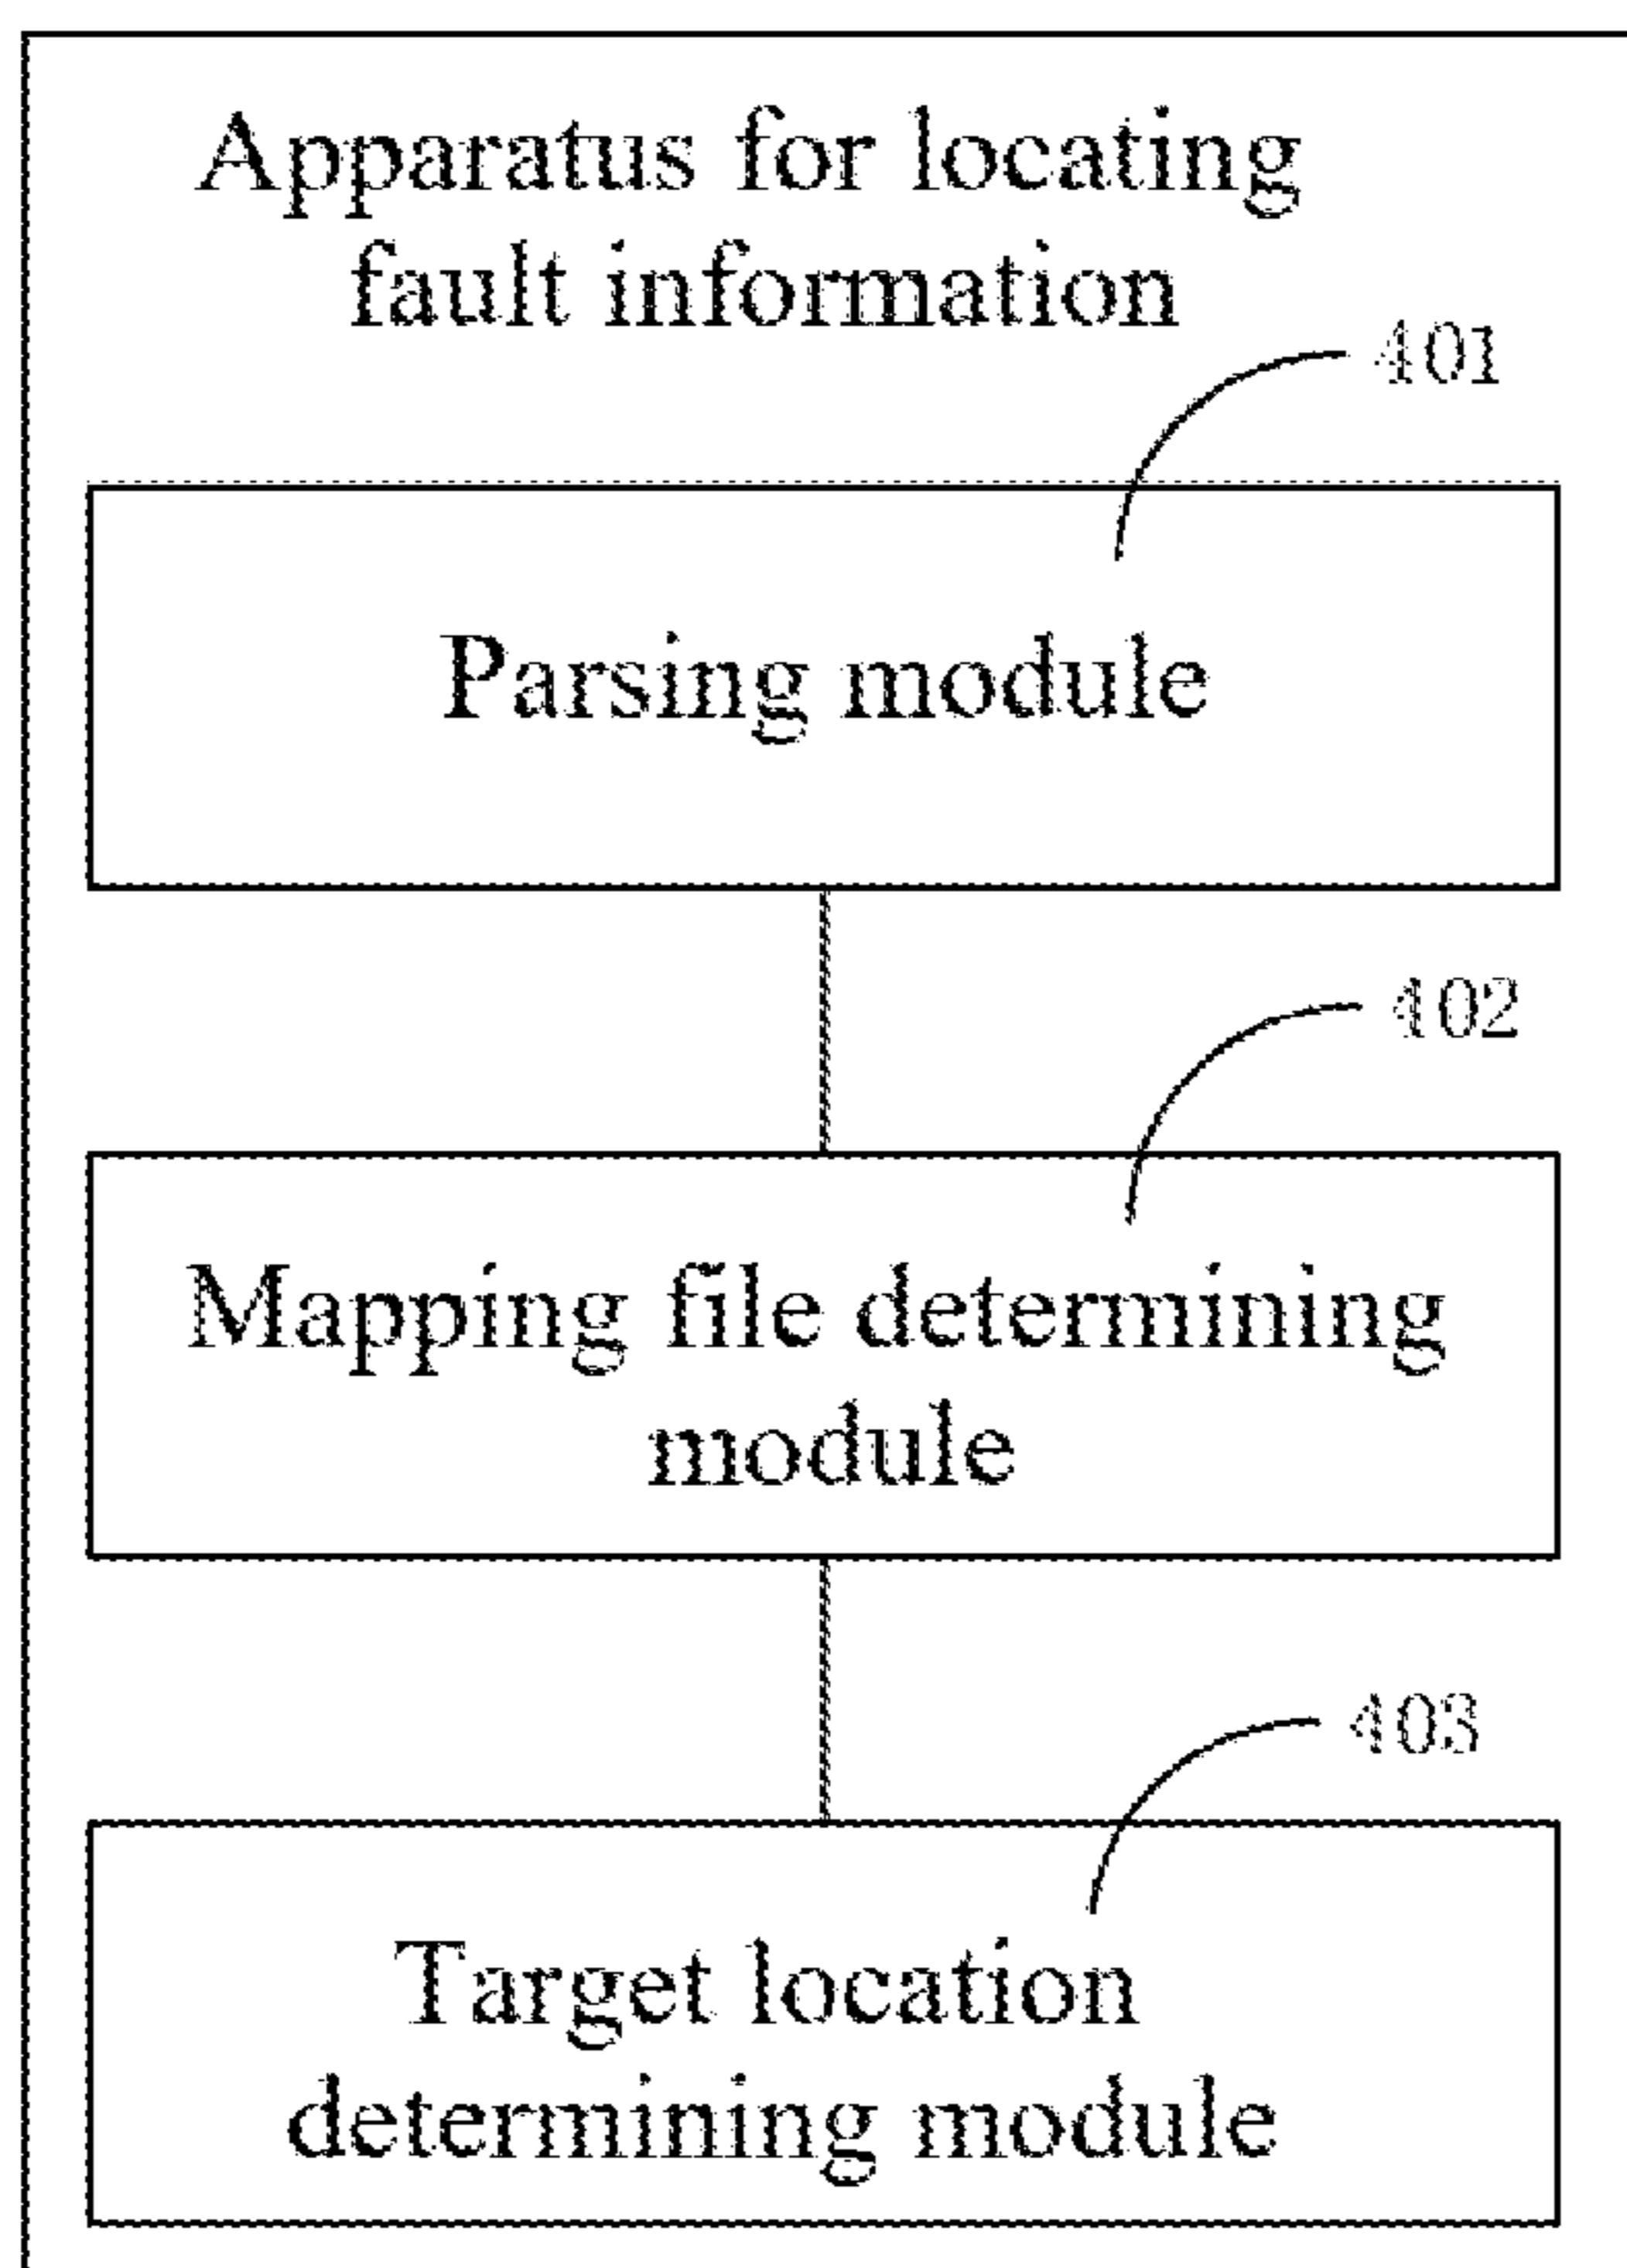 Apparatus for locating
fault information
401
Parsing module
402
Mapping file determining
module
403
Target location
determining module